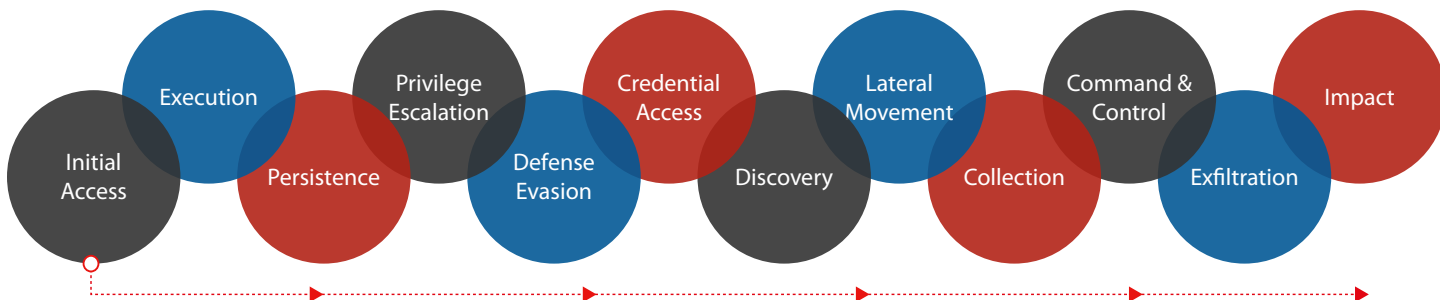 Initial
Access
Execution
Persistence
Privilege
Escalation
Defense
Evasion
Credential
Access
Discovery
Lateral
Movement
Collection
Command &
Control
Exfiltration
Impact